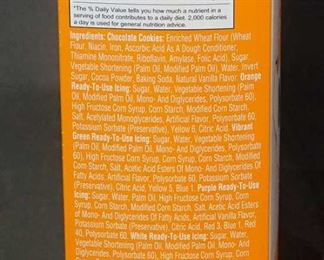 *The % Daily Value tells you how much a nutrient in a
serving of food contributes to a daily diet. 2,000 calories
a day is used for general nutrition advice.
Ingredients: Chocolate Cookies: Enriched Wheat Flour (Wheat
Flour, Niacin, Iron, Ascorbic Acid As A Dough Conditioner,
Thiamine Mononitrate, Riboflavin, Amylase, Folic Acid), Sugar,
Vegetable Shortening (Palm Oil, Modified Palm Oil), Water, Invert
Sugar, Cocoa Powder, Baking Soda, Natural Vanilla Flavor. Orange
Ready-To-Use Icing: Sugar, Water, Vegetable Shortening (Palm
Oil, Modified Palm Oil, Mono- And Diglycerides, Polysorbate 60),
High Fructose Corn Syrup, Corn Starch, Modified Corn Starch,
Salt, Acetylated Monoglycerides, Artificial Flavor, Polysorbate 60,
Potassium Sorbate (Preservative), Yellow 6, Citric Acid. Vibrant
Green Ready-To-Use Icing: Sugar, Water, Vegetable Shortening
(Palm Oil, Modified Palm Oil, Mono- And Diglycerides, Polysorbate
60), High Fructose Corn Syrup, Corn Syrup, Corn Starch, Modified
Corn Starch, Salt, Acetic Acid Esters Of Mono- And Diglycerides Of
Fatty Acids, Artificial Flavor, Polysorbate 60, Potassium Sorbate
(Preservative), Citric Acid, Yellow 5, Blue 1. Purple Ready-To-Use
Icing: Sugar, Water, Palm Oil, High Fructose Corn Syrup, Corn
Syrup, Corn Starch, Modified Corn Starch, Salt, Acetic Acid Esters
of Mono- And Diglycerides Of Fatty Acids, Artificial Vanilla Flavor,
Potassium Sorbate (Preservative), Citric Acid, Red 3, Blue 1, Red
40, Polysorbate 60. White Ready-To-Use Icing: Sugar, Water,
Vegetable Shortening (Palm Oil, Modified Palm Oil, Mono- And